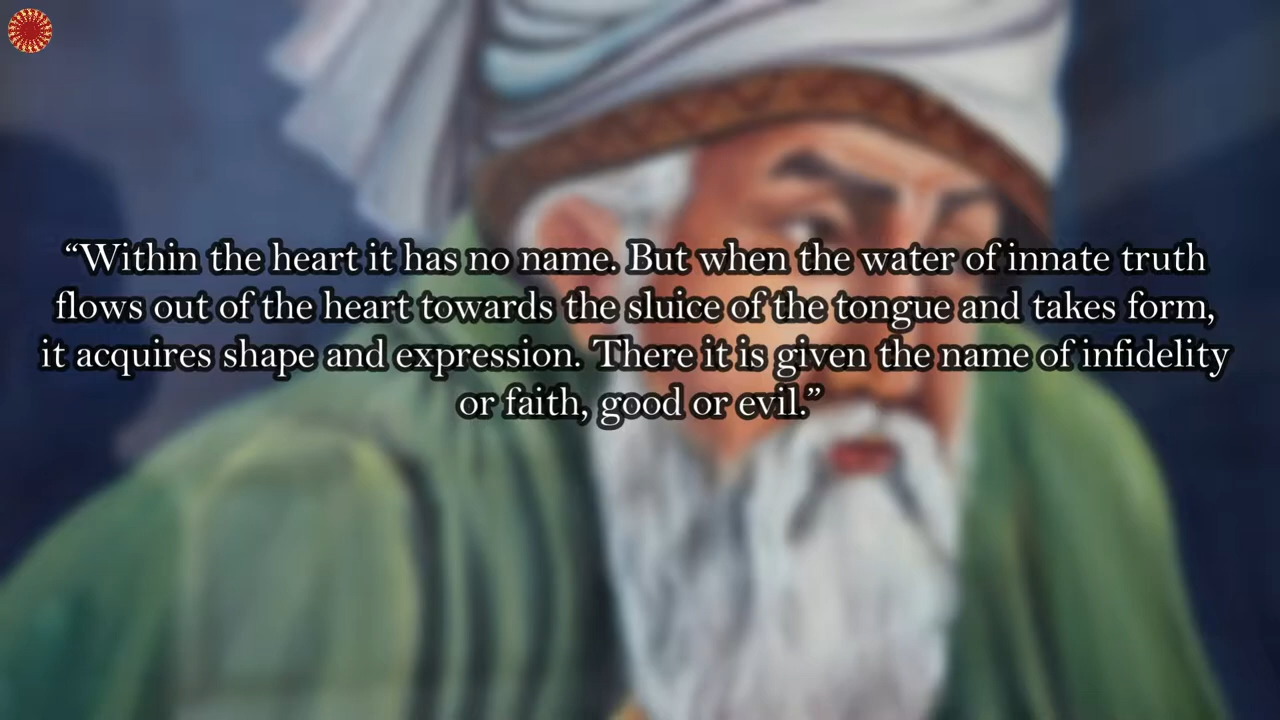 “Within the heart it has no name. But when the water of innate truth
flows out of the heart towards the sluice of the tongue and takes form,
it acquires shape and expression. There it is given the name of infidelity
or faith, good or evil.”